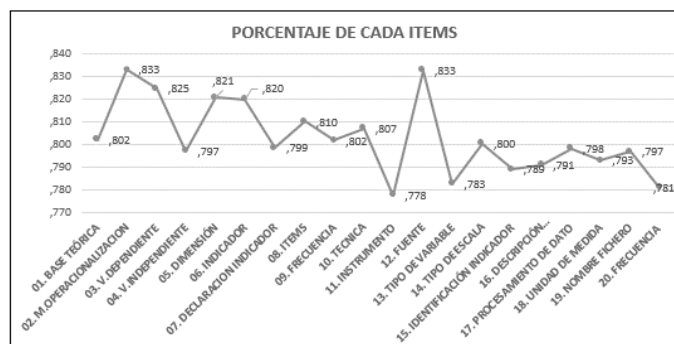 PORCENTAJE DE CADA ITEMS
,840
,830
,820
,810
,800
,790
,780
,770
,802
,833
,825
,797
,821
,820
,799
,810
,802
,807
,778
,833
,783
,800
,789
,791
,798
,793
,797
,781
01. BASE TEÓRICA
02. M.OPERACIONALIZACION
03. V.DEPENDIENTE
04. V. INDEPENDIENTE
05. DIMENSIÓN
06. INDICADOR
07. DECLARACION INDICADOR
08. ITEMS
09. FRECUENCIA
10. TECNICA
11. INSTRUMENTO
12. FUENTE
13. TIPO DE VARIABLE
14. TIPO DE ESCALA
15. IDENTIFICACIÓN INDICADOR
16. DESCRIPCIÓN...
17. PROCESAMIENTO DE DATO
18. UNIDAD DE MEDIDA
19. NOMBRE FICHERO
20. FRECUENCIA